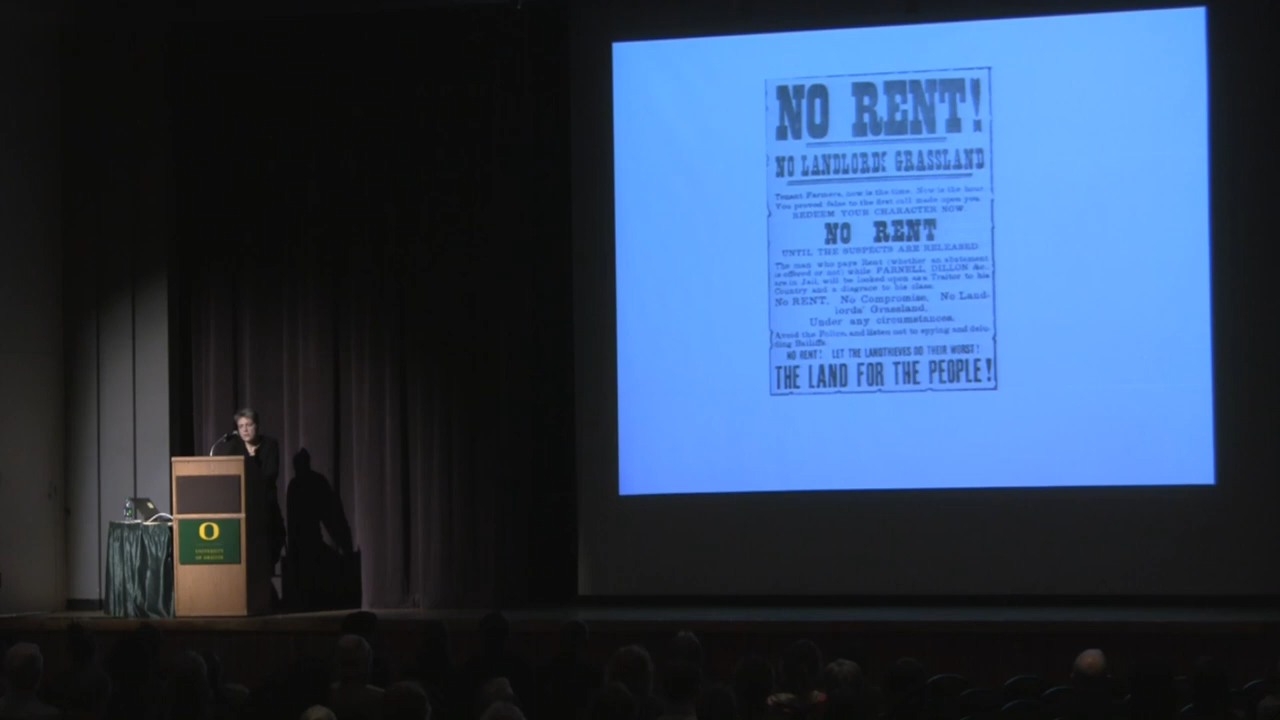 NO RENT!
NO LANDLORDS GRASSLAND
Tenant Farmers, now is the time. Now is the hour.
You proved false to the first call made upon you.
REDEEM YOUR CHARACTER NOW
NO RENT
UNTIL THE SUSPECTS ARE RELEASED
The man who pays Rent (whether an abatement
is offered or not) while PARNELL, DILLON &c.
are in Jail, will be looked upon as a Traitor to his
Country and a disgrace to his class.
No RENT, No Compromise, No Land-
lords' Grassland,
Under any circumstances.
Avoid the Police, and listen not to spying and delu-
ding Bailiffs.
NO RENT! LET THE LANDTHIEVES DO THEIR WORST!
THE LAND FOR THE PEOPLE!
O
UNIVERSITY
OF OREGON